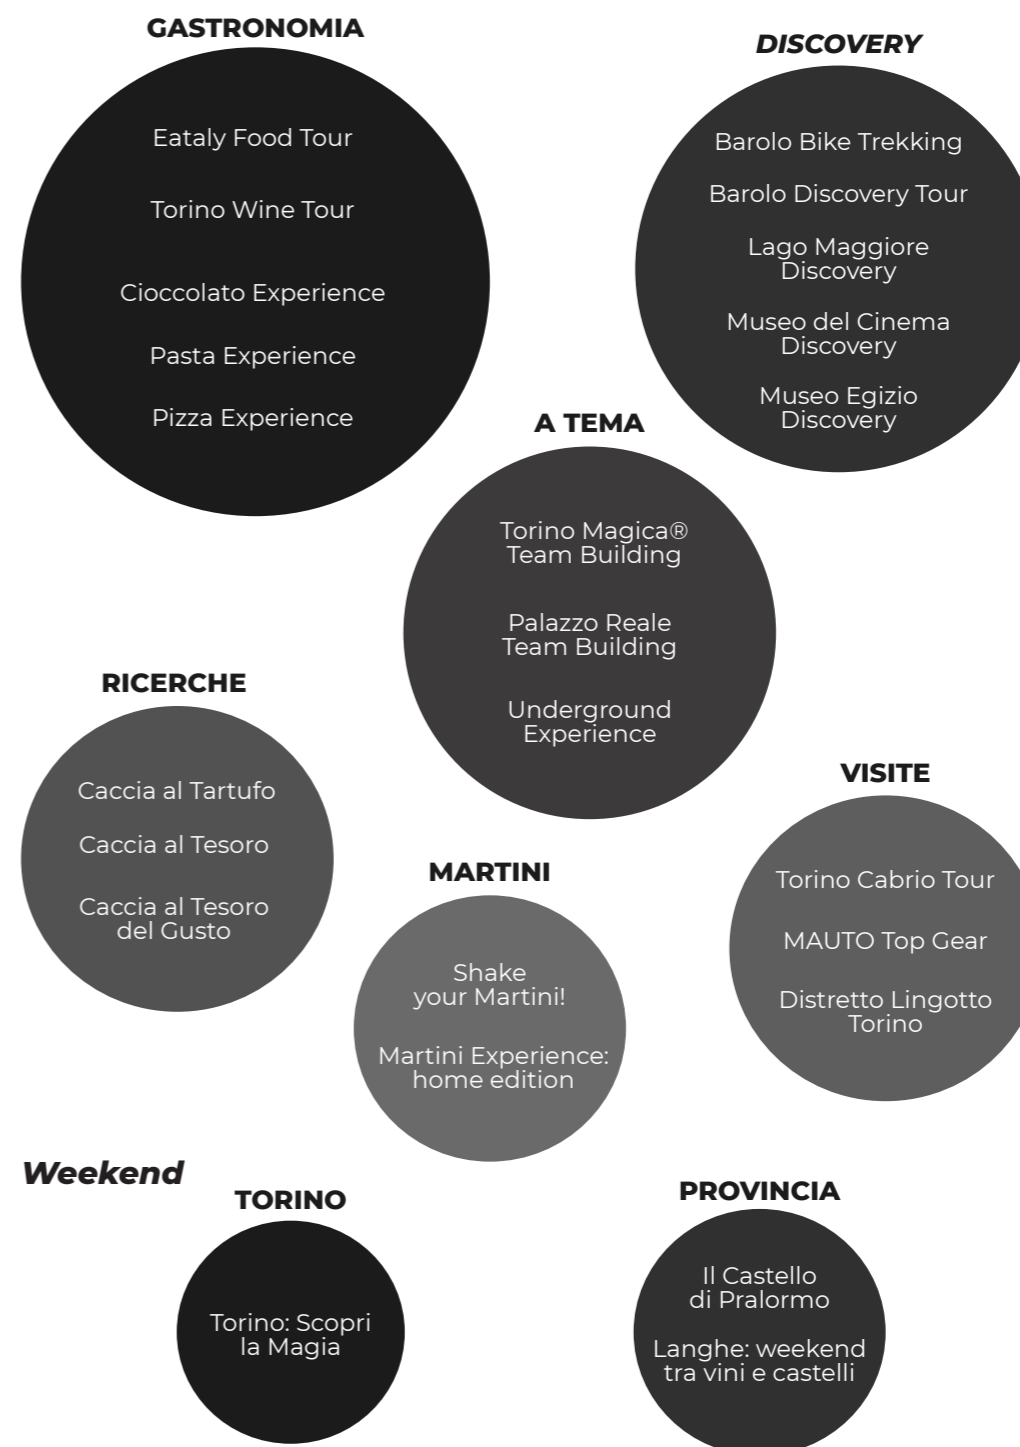 GASTRONOMIA
Eataly Food Tour
Torino Wine Tour
Cioccolato Experience
Pasta Experience
Pizza Experience
DISCOVERY
Barolo Bike Trekking
Barolo Discovery Tour
Lago Maggiore
Discovery
Museo del Cinema
Discovery
Museo Egizio
Discovery
A TEMA
Torino Magica®
Team Building
Palazzo Reale
Team Building
Underground
Experience
RICERCHE
Caccia al Tartufo
Caccia al Tesoro
Caccia al Tesoro
del Gusto
VISITE
Torino Cabrio Tour
MAUTO Top Gear
Distretto Lingotto
Torino
MARTINI
Shake
your Martini!
Martini Experience:
home edition
Weekend
TORINO
Torino: Scopri
la Magia
PROVINCIA
Il Castello
di Pralormo
Langhe: weekend
tra vini e castelli